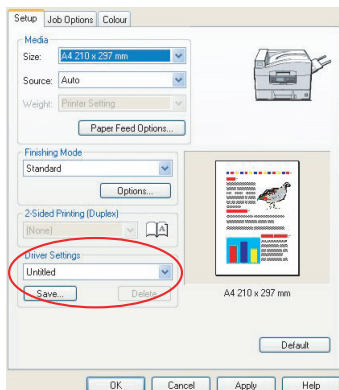 Setup Job Options Colour
Media
Size: A4 210 x 297 mm
Source: Auto
Weight: Printer Setting
Paper Feed Options...
Finishing Mode
Standard
Options...
2-Sided Printing (Duplex)
(None)
A
Driver Settings
Untitled
Save... Delete
A4 210 x 297 mm
Default
OK Cancel Apply Help